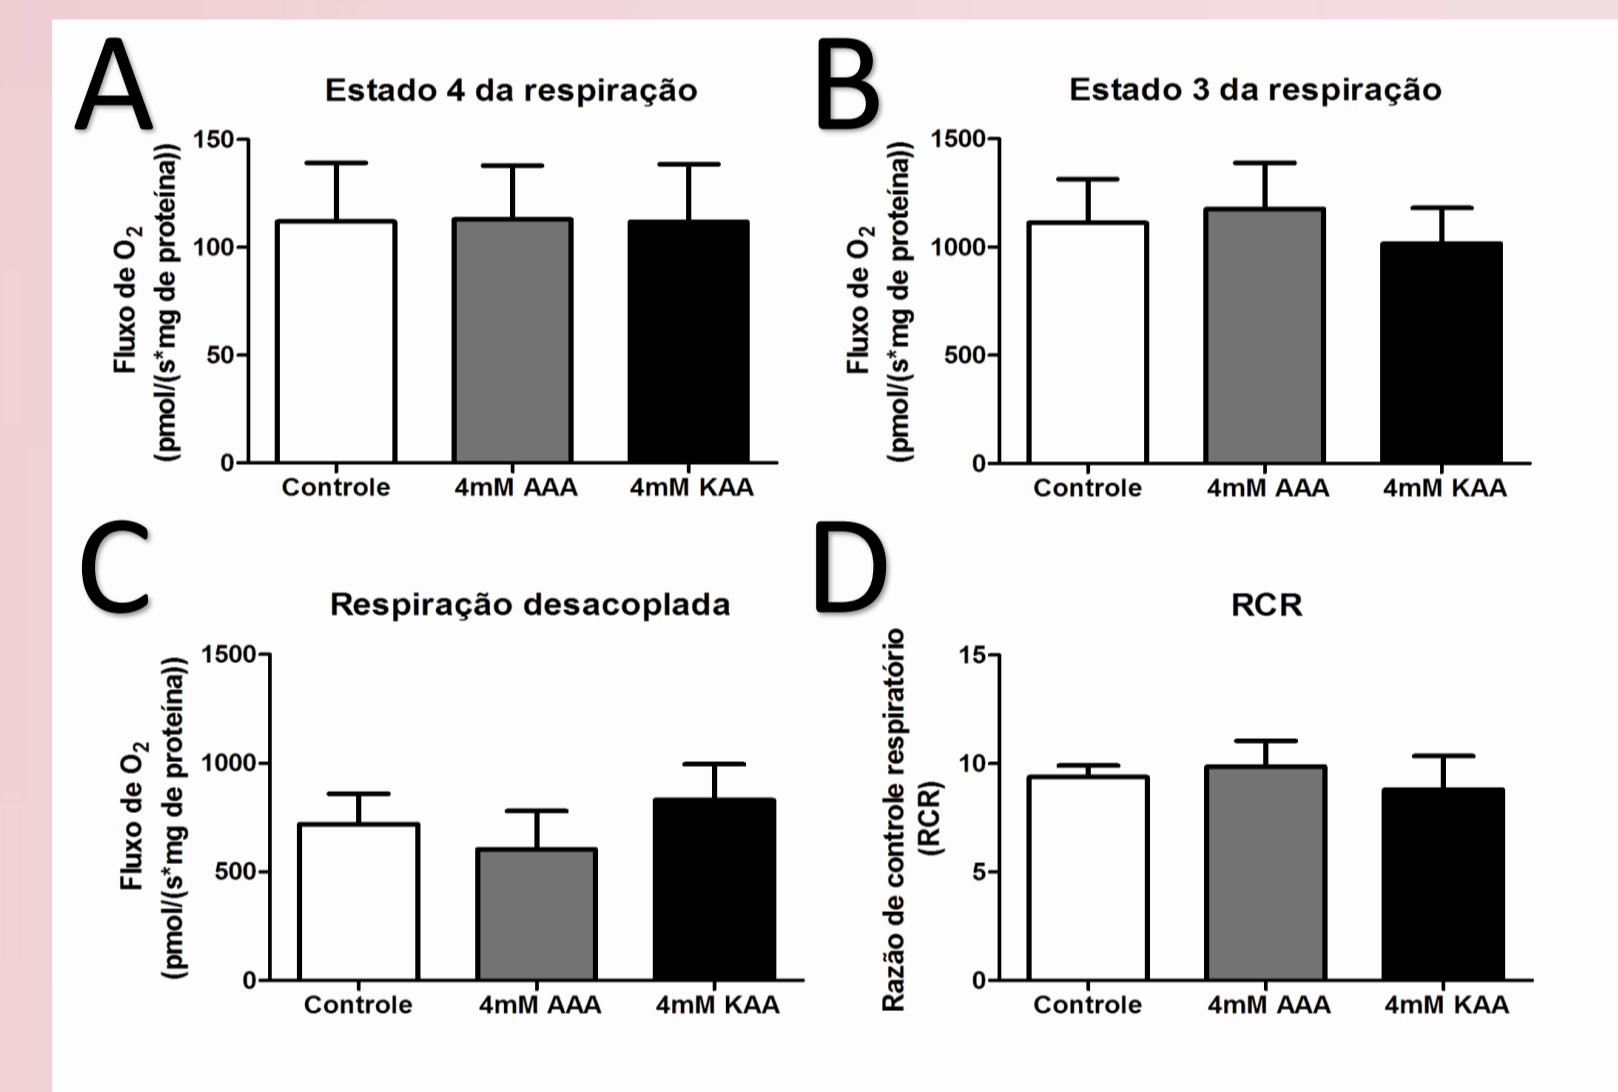 A
Estado 4 da respiração
Fluxo de O2
(pmol/(s*mg de proteína))
150
100
50
0
Controle 4mM AAA 4mM KAA
B
Estado 3 da respiração
Fluxo de O2
(pmol/(s*mg de proteína))
1500
1000
500
0
Controle 4mM AAA 4mM KAA
C
Respiração desacoplada
Fluxo de O2
(pmol/(s*mg de proteína))
1500
1000
500
0
Controle 4mM AAA 4mM KAA
D
RCR
Razão de controle respiratório
(RCR)
15
10
5
0
Controle 4mM AAA 4mM KAA